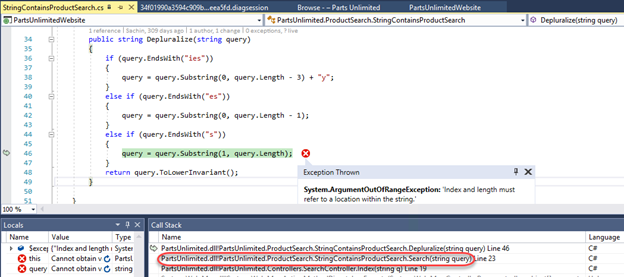 StringContainsProductSearch.cs
34f01990a3594c909b...eea5fd.diagsession
Browse – – Parts Unlimited
PartsUnlimitedWebsite
PartsUnlimitedWebsite
PartsUnlimited.ProductSearch.StringContainsProductSearch
Depluralize(string query)
1 reference | Sachin, 309 days ago | 1 author, 1 change | 0 exceptions, ? live
34 public string Depluralize(string query)
35 {
36 if (query.EndsWith("ies"))
37 {
38 query = query.Substring(0, query.Length - 3) + "y";
39 }
40 else if (query.EndsWith("es"))
41 {
42 query = query.Substring(0, query.Length - 1);
43 }
44 else if (query.EndsWith("s"))
45 {
46 query = query.Substring(1, query.Length);
47 }
48 return query.ToLowerInvariant();
49 }
50
51 }
Exception Thrown
System.ArgumentOutOfRangeException: 'Index and length must
refer to a location within the string.'
100 %
Locals
Name Value Type
$excep {"Index and length Syste
this Cannot obtain v PartsU
query Cannot obtain v string
Call Stack
Name Language
PartsUnlimited.dll!PartsUnlimited.ProductSearch.StringContainsProductSearch.Depluralize(string query) Line 46 C#
PartsUnlimited.dll!PartsUnlimited.ProductSearch.StringContainsProductSearch.Search(string query) Line 23 C#
PartsUnlimited.dll!PartsUnlimited.Controllers.SearchController.Index(string q) Line 19 C#